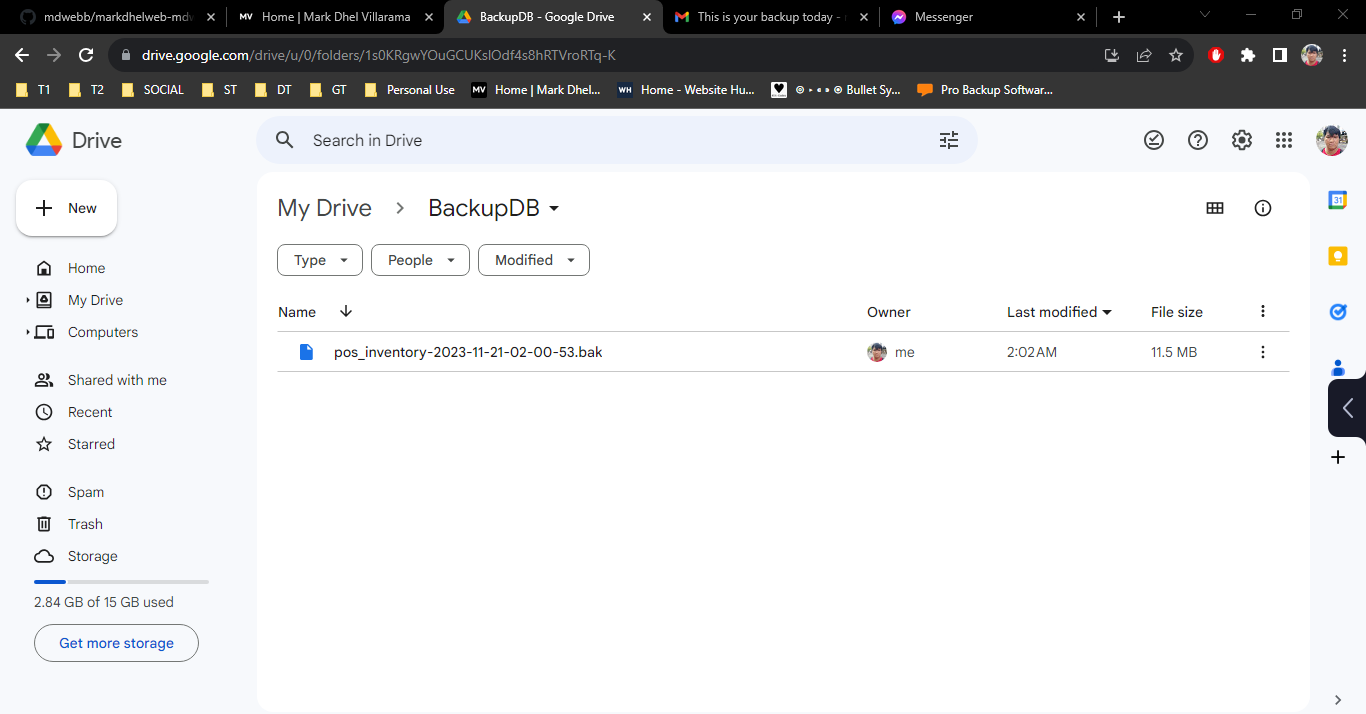 mdwebb/markdhelweb-mdw
Home | Mark Dhel Villarama
BackupDB - Google Drive
This is your backup today -
Messenger
drive.google.com/drive/u/0/folders/1s0KRgwYOuGCUKslOdf4s8hRTVroRTq-K
T1
T2
SOCIAL
ST
DT
GT
Personal Use
MV
Home | Mark Dhel...
WH
Home - Website Hu...
Bullet Sy...
Pro Backup Softwar...
Drive
Search in Drive
New
My Drive
BackupDB
31
Type
People
Modified
Home
My Drive
Computers
Name
Owner
Last modified
File size
pos_inventory-2023-11-21-02-00-53.bak
me
2:02 AM
11.5 MB
Shared with me
Recent
Starred
Spam
Trash
Storage
2.84 GB of 15 GB used
Get more storage